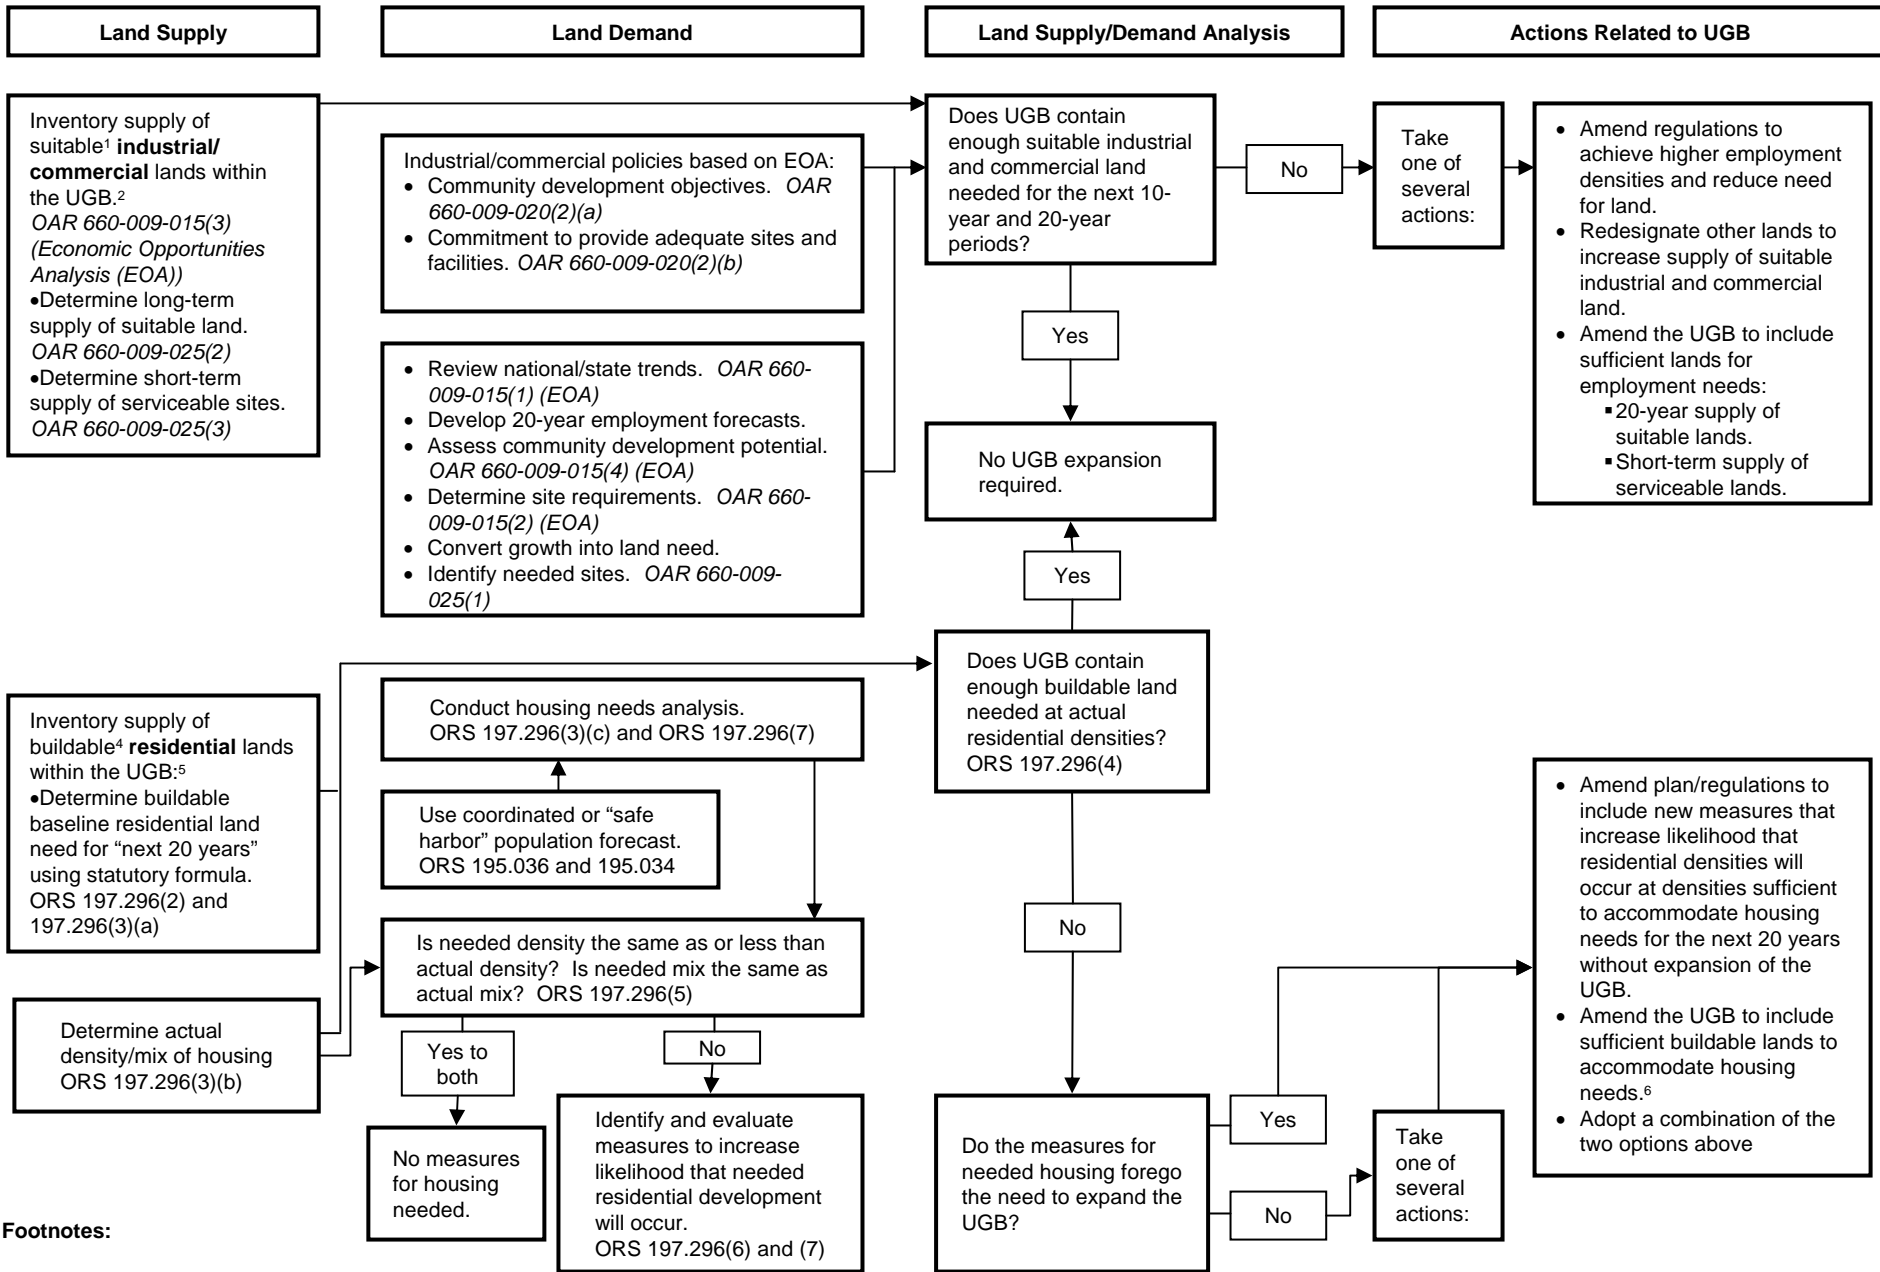 Land Supply
Land Demand
Land Supply/Demand Analysis
Actions Related to UGB
Inventory supply of
suitable¹ industrial/
commercial lands within
the UGB.²
OAR 660-009-015(3)
(Economic Opportunities
Analysis (EOA))
•Determine long-term
supply of suitable land.
OAR 660-009-025(2)
•Determine short-term
supply of serviceable sites.
OAR 660-009-025(3)
Industrial/commercial policies based on EOA:
• Community development objectives. OAR
660-009-020(2)(a)
• Commitment to provide adequate sites and
facilities. OAR 660-009-020(2)(b)
• Review national/state trends. OAR 660-
009-015(1) (EOA)
• Develop 20-year employment forecasts.
• Assess community development potential.
OAR 660-009-015(4) (EOA)
• Determine site requirements. OAR 660-
009-015(2) (EOA)
• Convert growth into land need.
• Identify needed sites. OAR 660-009-
025(1)
Does UGB contain
enough suitable industrial
and commercial land
needed for the next 10-
year and 20-year
periods?
No
Take
one of
several
actions:
• Amend regulations to
achieve higher employment
densities and reduce need
for land.
• Redesignate other lands to
increase supply of suitable
industrial and commercial
land.
• Amend the UGB to include
sufficient lands for
employment needs:
▪20-year supply of
suitable lands.
▪Short-term supply of
serviceable lands.
Yes
No UGB expansion
required.
Yes
Does UGB contain
enough buildable land
needed at actual
residential densities?
ORS 197.296(4)
Inventory supply of
buildable⁴ residential lands
within the UGB:⁵
•Determine buildable
baseline residential land
need for “next 20 years”
using statutory formula.
ORS 197.296(2) and
197.296(3)(a)
Conduct housing needs analysis.
ORS 197.296(3)(c) and ORS 197.296(7)
Use coordinated or “safe
harbor” population forecast.
ORS 195.036 and 195.034
Is needed density the same as or less than
actual density? Is needed mix the same as
actual mix? ORS 197.296(5)
Determine actual
density/mix of housing
ORS 197.296(3)(b)
Yes to
both
No
No measures
for housing
needed.
Identify and evaluate
measures to increase
likelihood that needed
residential development
will occur.
ORS 197.296(6) and (7)
No
Do the measures for
needed housing forego
the need to expand the
UGB?
Yes
No
Take
one of
several
actions:
• Amend plan/regulations to
include new measures that
increase likelihood that
residential densities will
occur at densities sufficient
to accommodate housing
needs for the next 20 years
without expansion of the
UGB.
• Amend the UGB to include
sufficient buildable lands to
accommodate housing
needs.⁶
• Adopt a combination of the
two options above
Footnotes: